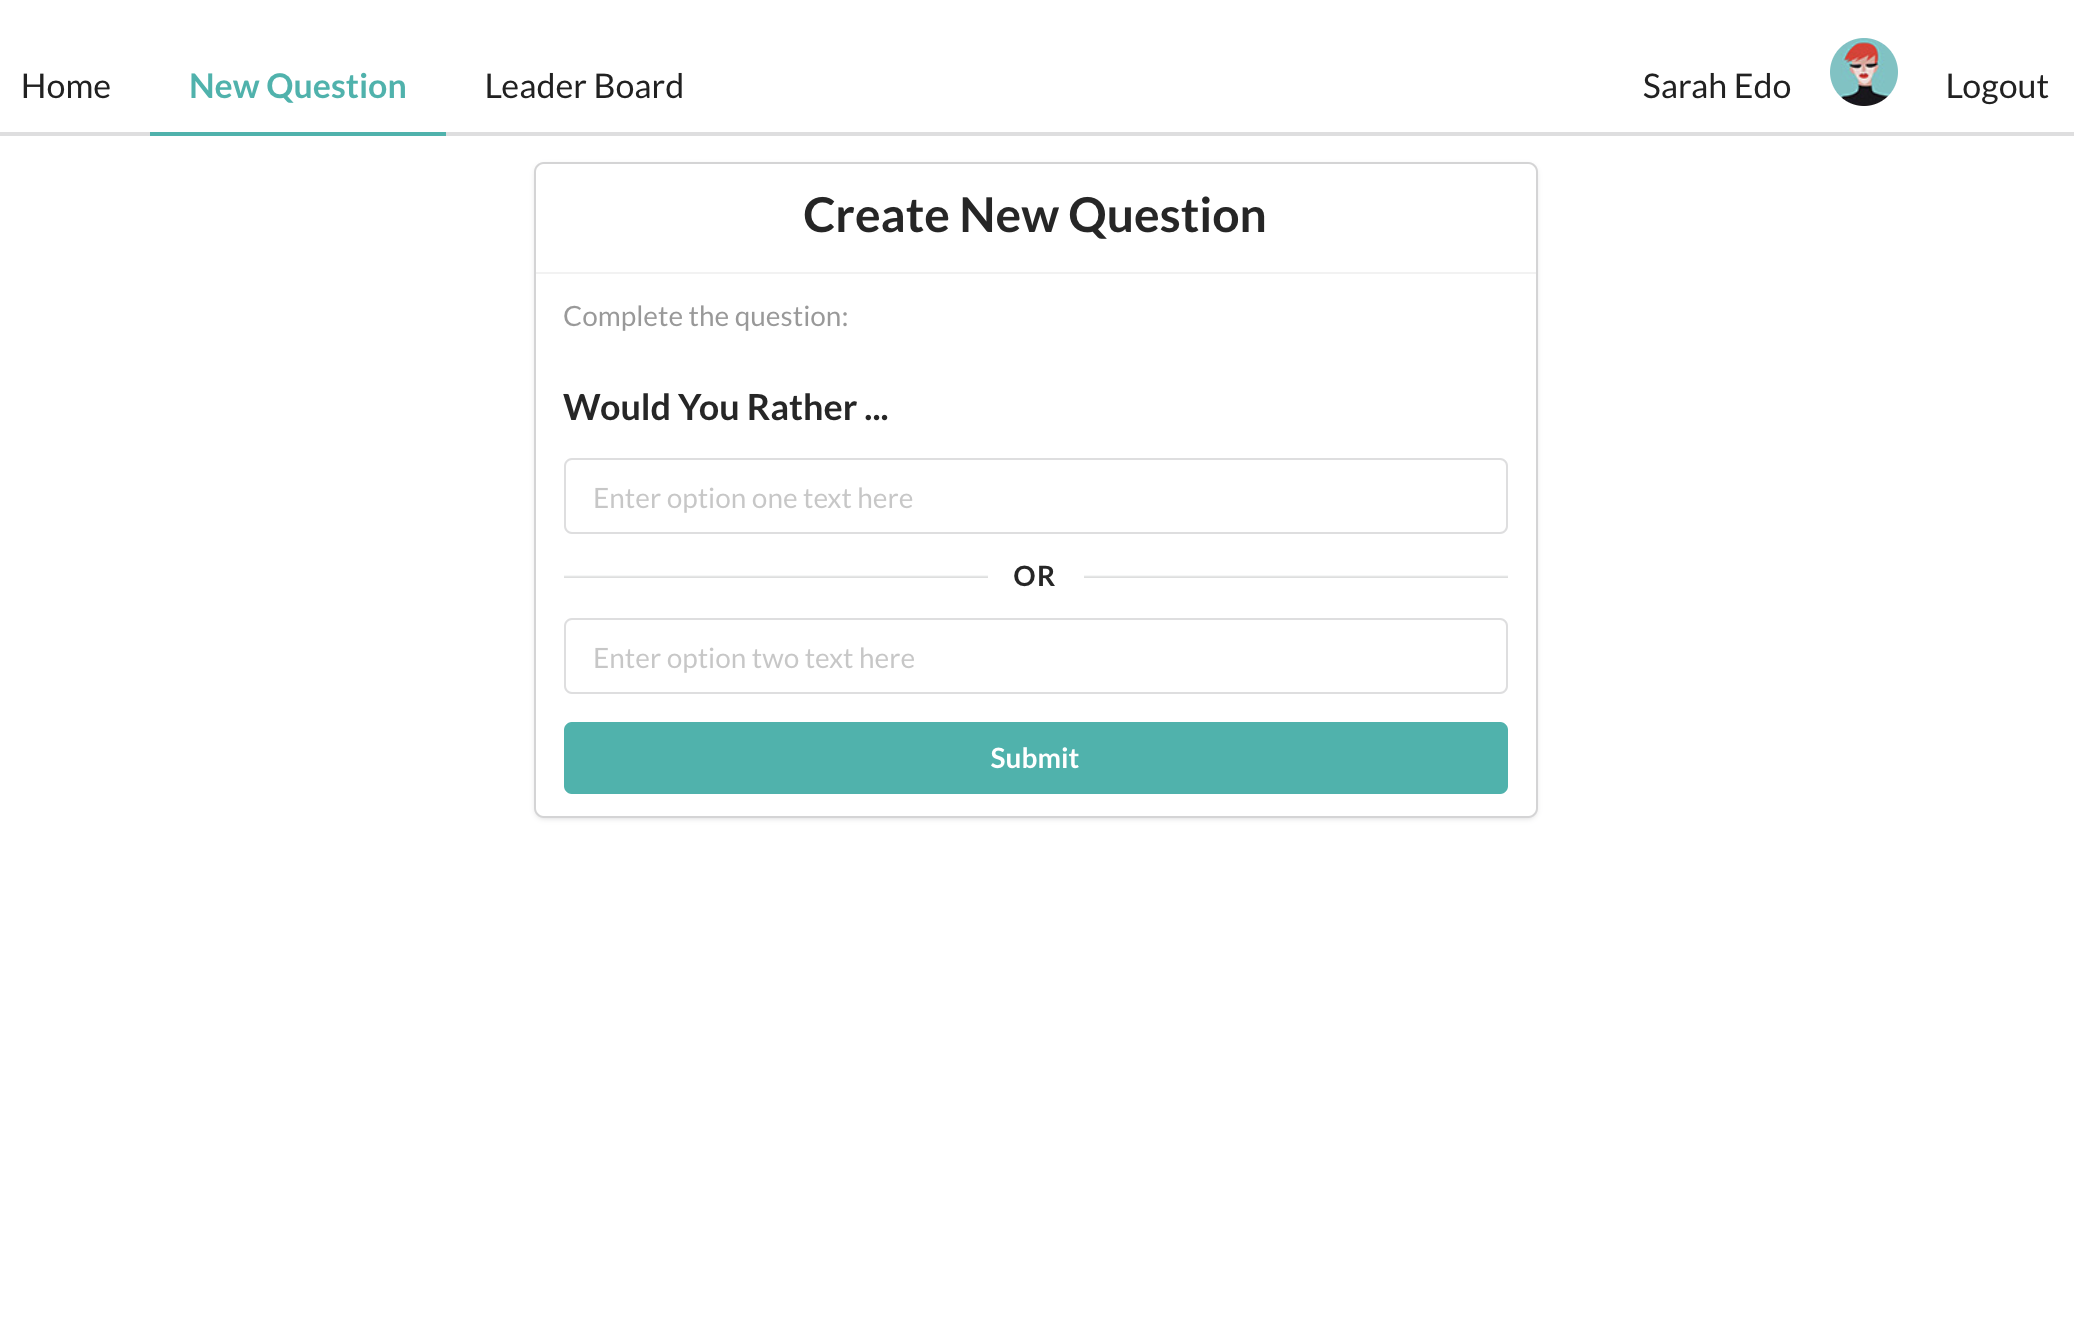 Home New Question Leader Board Sarah Edo Logout
Create New Question
Complete the question:
Would You Rather ...
Enter option one text here
OR
Enter option two text here
Submit